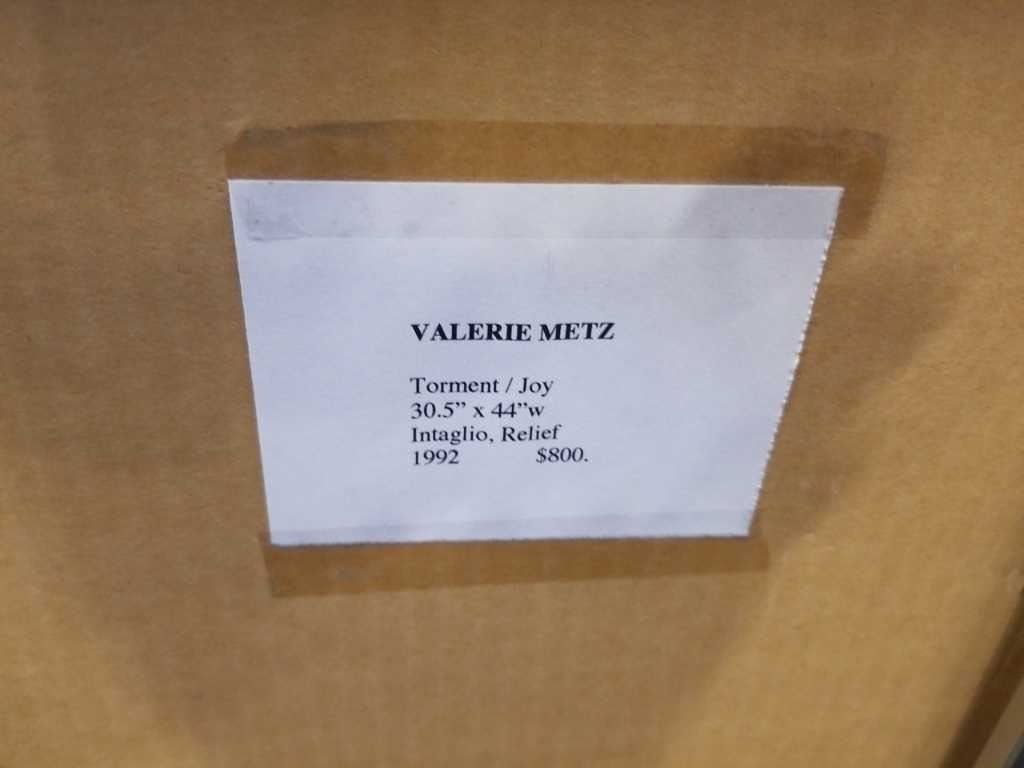 VALERIE METZ
Torment / Joy
30.5” x 44”w
Intaglio, Relief
1992 $800.